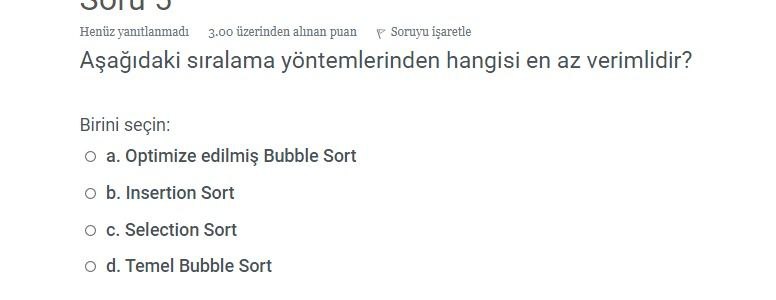 Soru 5
Henüz yanıtlanmadı 3.00 üzerinden alınan puan Soruyu işaretle
Aşağıdaki sıralama yöntemlerinden hangisi en az verimlidir?
Birini seçin:
a. Optimize edilmiş Bubble Sort
b. Insertion Sort
c. Selection Sort
d. Temel Bubble Sort